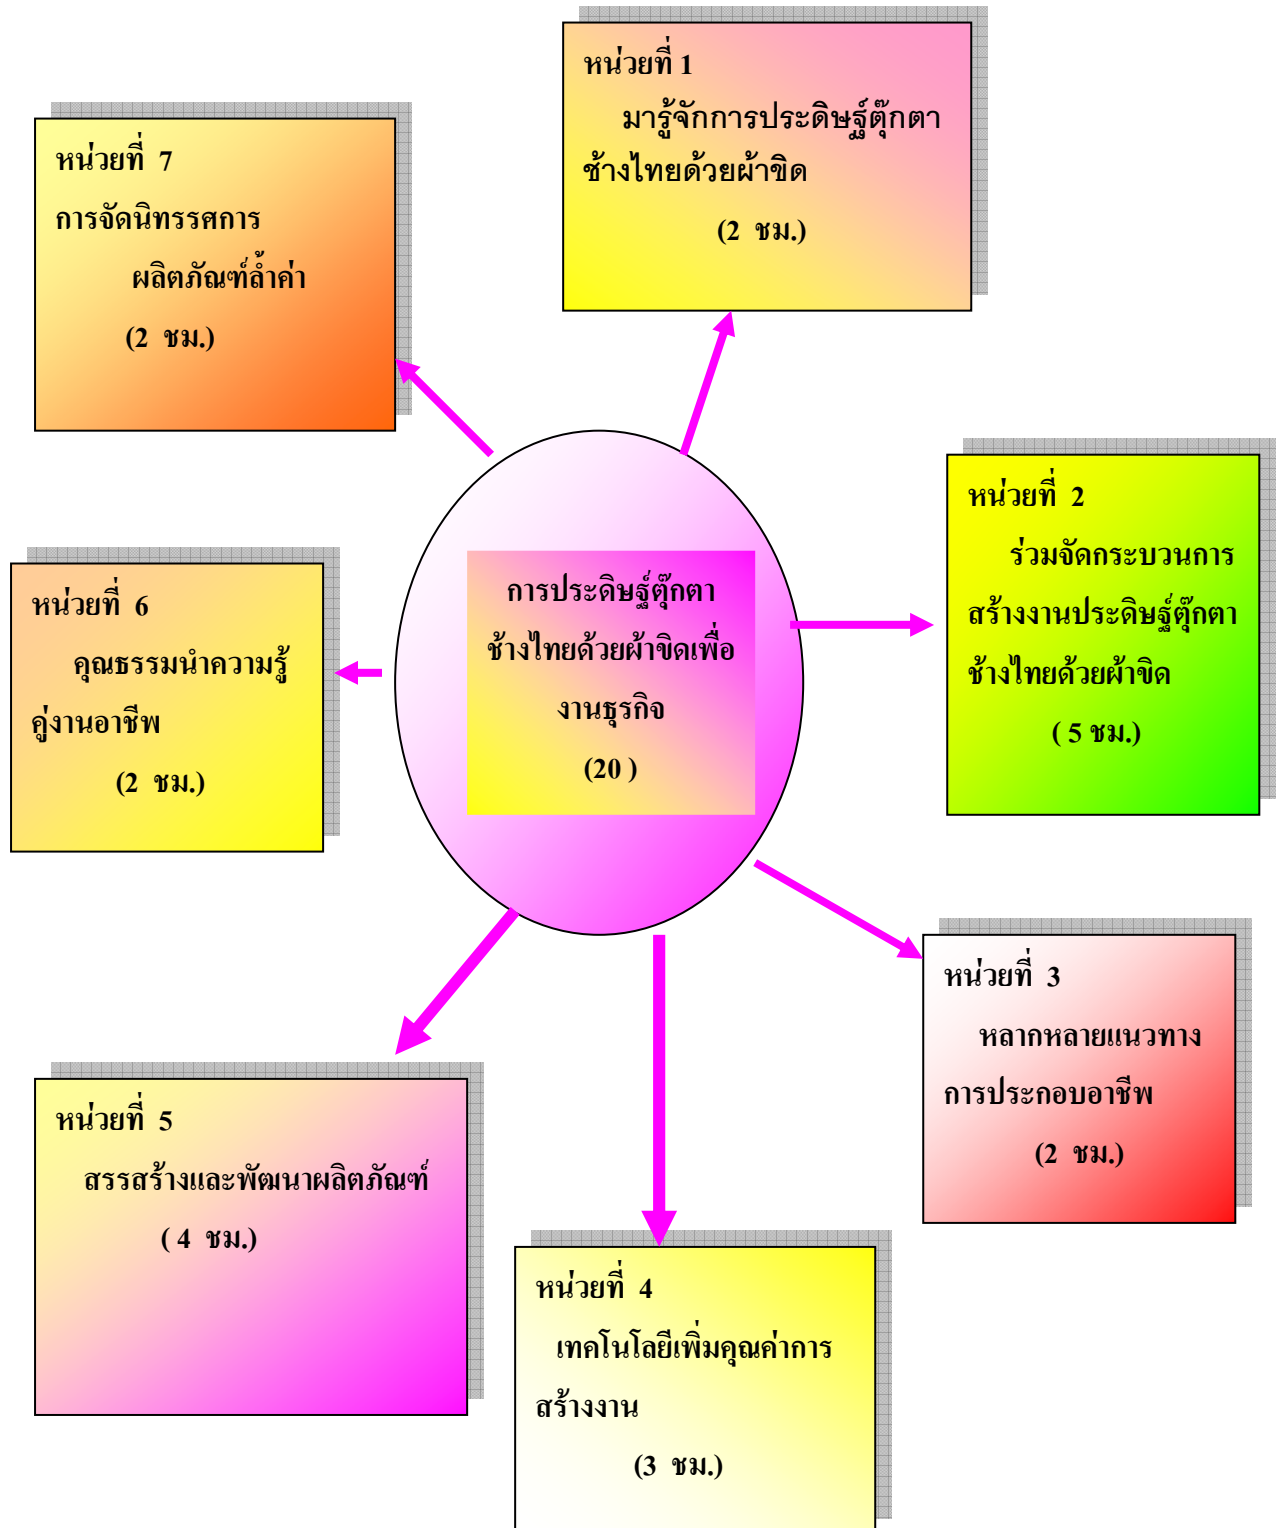 หน่วยที่ 1
มารู้จักการประดิษฐ์ตุ๊กตา
ช้างไทยด้วยผ้าขิด
(2 ชม.)
หน่วยที่ 7
การจัดนิทรรศการ
ผลิตภัณฑ์ล้ำค่า
(2 ชม.)
หน่วยที่ 2
ร่วมจัดกระบวนการ
สร้างงานประดิษฐ์ตุ๊กตา
ช้างไทยด้วยผ้าขิด
( 5 ชม.)
การประดิษฐ์ตุ๊กตา
ช้างไทยด้วยผ้าขิดเพื่อ
งานธุรกิจ
(20 )
หน่วยที่ 6
คุณธรรมนำความรู้
คู่งานอาชีพ
(2 ชม.)
หน่วยที่ 3
หลากหลายแนวทาง
การประกอบอาชีพ
(2 ชม.)
หน่วยที่ 5
สรรสร้างและพัฒนาผลิตภัณฑ์
( 4 ชม.)
หน่วยที่ 4
เทคโนโลยีเพิ่มคุณค่าการ
สร้างงาน
(3 ชม.)